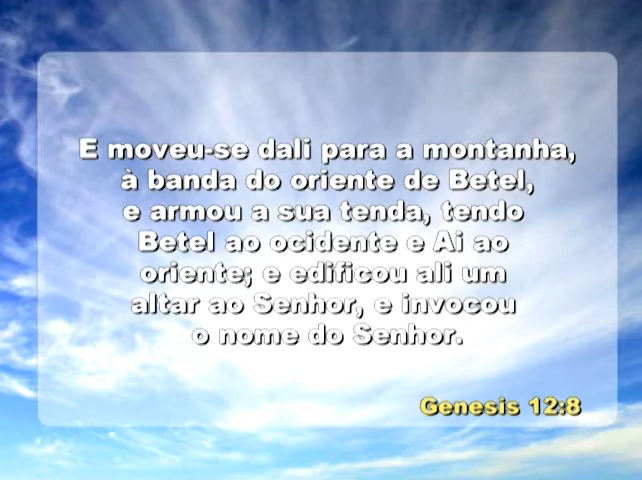 E moveu-se dali para a montanha,
à banda do oriente de Betel,
e armou a sua tenda, tendo
Betel ao ocidente e Ai ao
oriente; e edificou ali um
altar ao Senhor, e invocou
o nome do Senhor.
Genesis 12:8